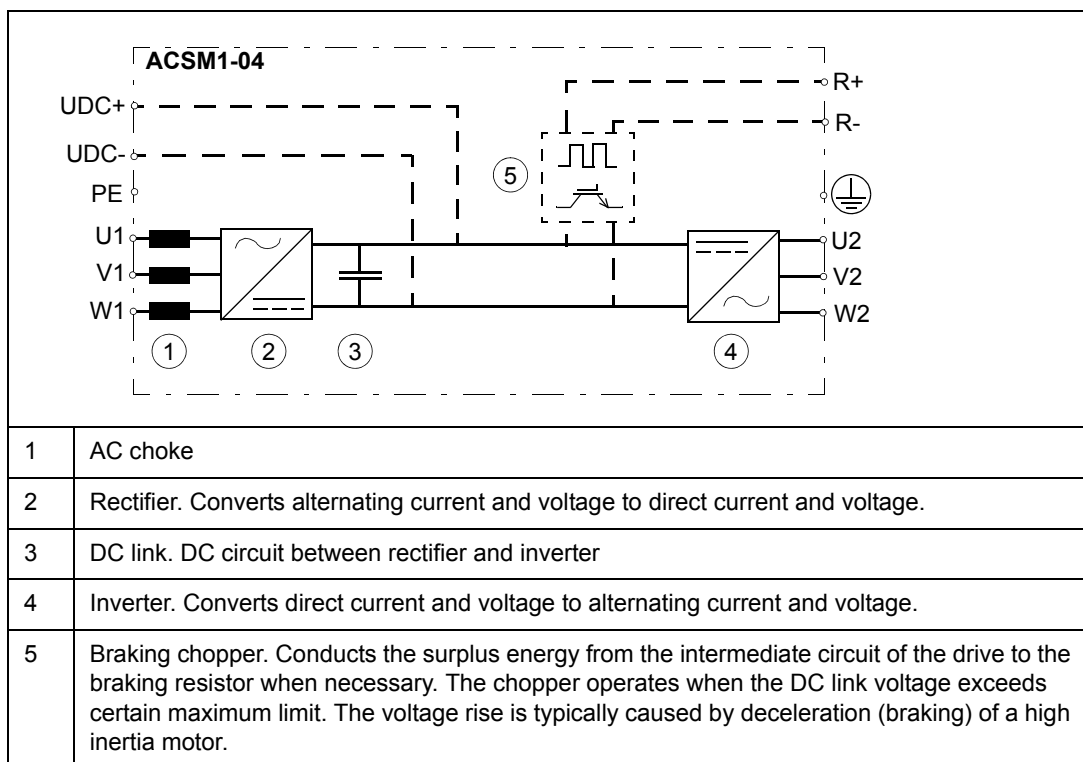 ACSM1-04
R+
UDC+
R-
UDC-
5
PE
U1
U2
V1
V2
W1
W2
1
2
3
4
1 AC choke
2 Rectifier. Converts alternating current and voltage to direct current and voltage.
3 DC link. DC circuit between rectifier and inverter
4 Inverter. Converts direct current and voltage to alternating current and voltage.
5 Braking chopper. Conducts the surplus energy from the intermediate circuit of the drive to the
braking resistor when necessary. The chopper operates when the DC link voltage exceeds
certain maximum limit. The voltage rise is typically caused by deceleration (braking) of a high
inertia motor.